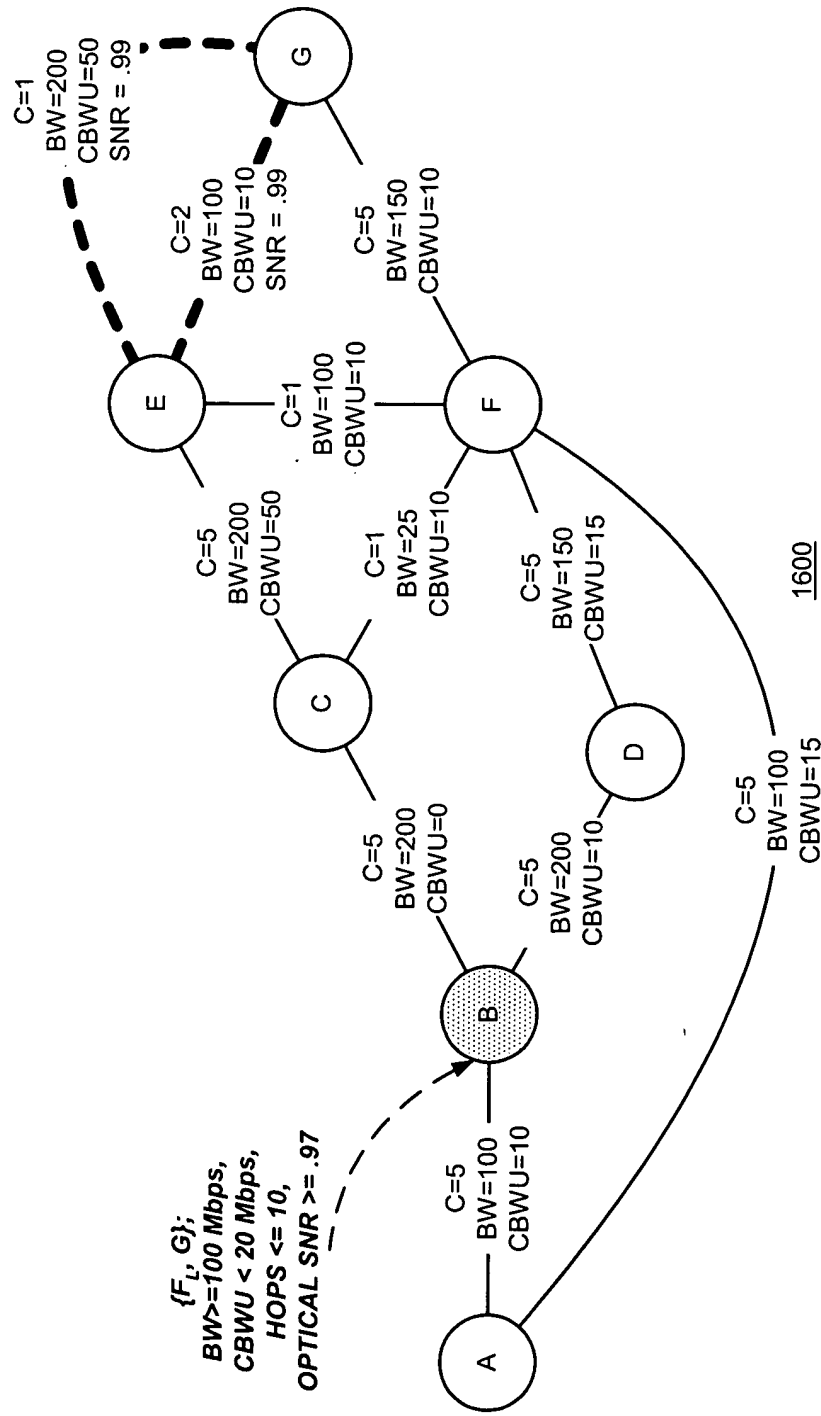 {F_L, G};
BW>=100 Mbps,
CBWU < 20 Mbps,
HOPS <= 10,
OPTICAL SNR >= .97
A
C=5
BW=100
CBWU=10
B
C=5
BW=200
CBWU=0
C=5
BW=200
CBWU=10
C
D
C=5
BW=200
CBWU=50
C=1
BW=25
CBWU=10
C=5
BW=150
CBWU=15
C=5
BW=100
CBWU=15
E
C=1
BW=100
CBWU=10
F
C=1
BW=200
CBWU=50
SNR = .99
C=2
BW=100
CBWU=10
SNR = .99
C=5
BW=150
CBWU=10
G
1600